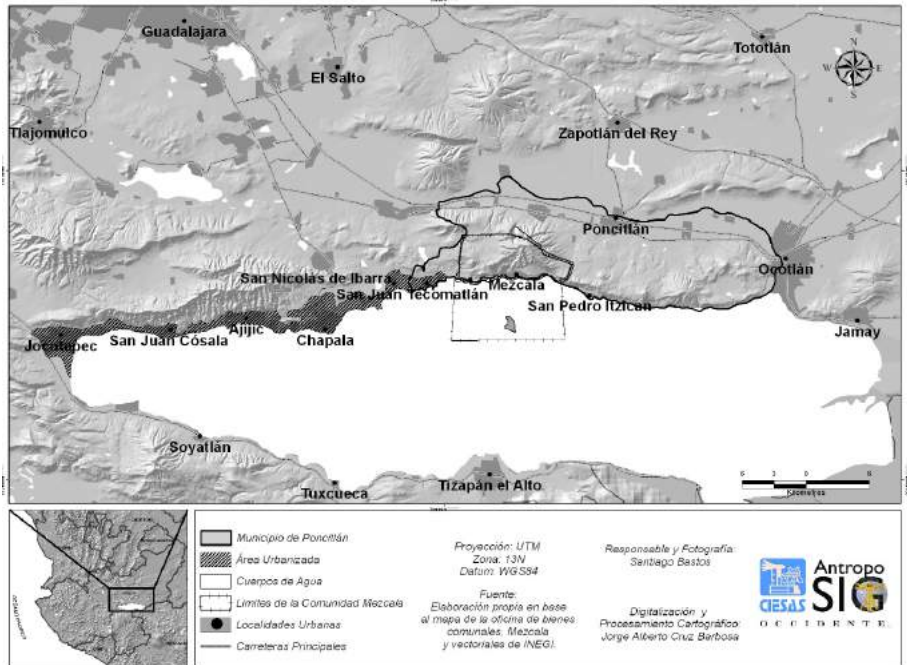 Guadalajara
Tototlán
El Salto
N
W E
S
Tlajomulco
Zapotlán del Rey
Poncitlán
Ocotlán
San Nicolás de Ibarra
San Juan Tecomatlán
Mezcala
San Pedro Itzican
Jocotepec
San Juan Cósala
Ajijic
Chapala
Jamay
Soyatlán
Tuxcueca
Tizapán el Alto
Kilometros
Municipio de Poncitlán
Área Urbanizada
Cuerpos de Agua
Limites de la Comunidad Mezcala
Localidades Urbanas
Carreteras Principales
Proyección: UTM
Zona: 13N
Datum: WGS84
Fuente:
Elaboración propia en base
al mapa de la oficina de bienes
comunales, Mezcala
y vectoriales de INEGI.
Responsable y Fotografía:
Santiago Bastos
Digitalización y
Procesamiento Cartográfico:
Jorge Alberto Cruz Barbosa
CIESAS
Antropo
SIG
OCCIDENTE